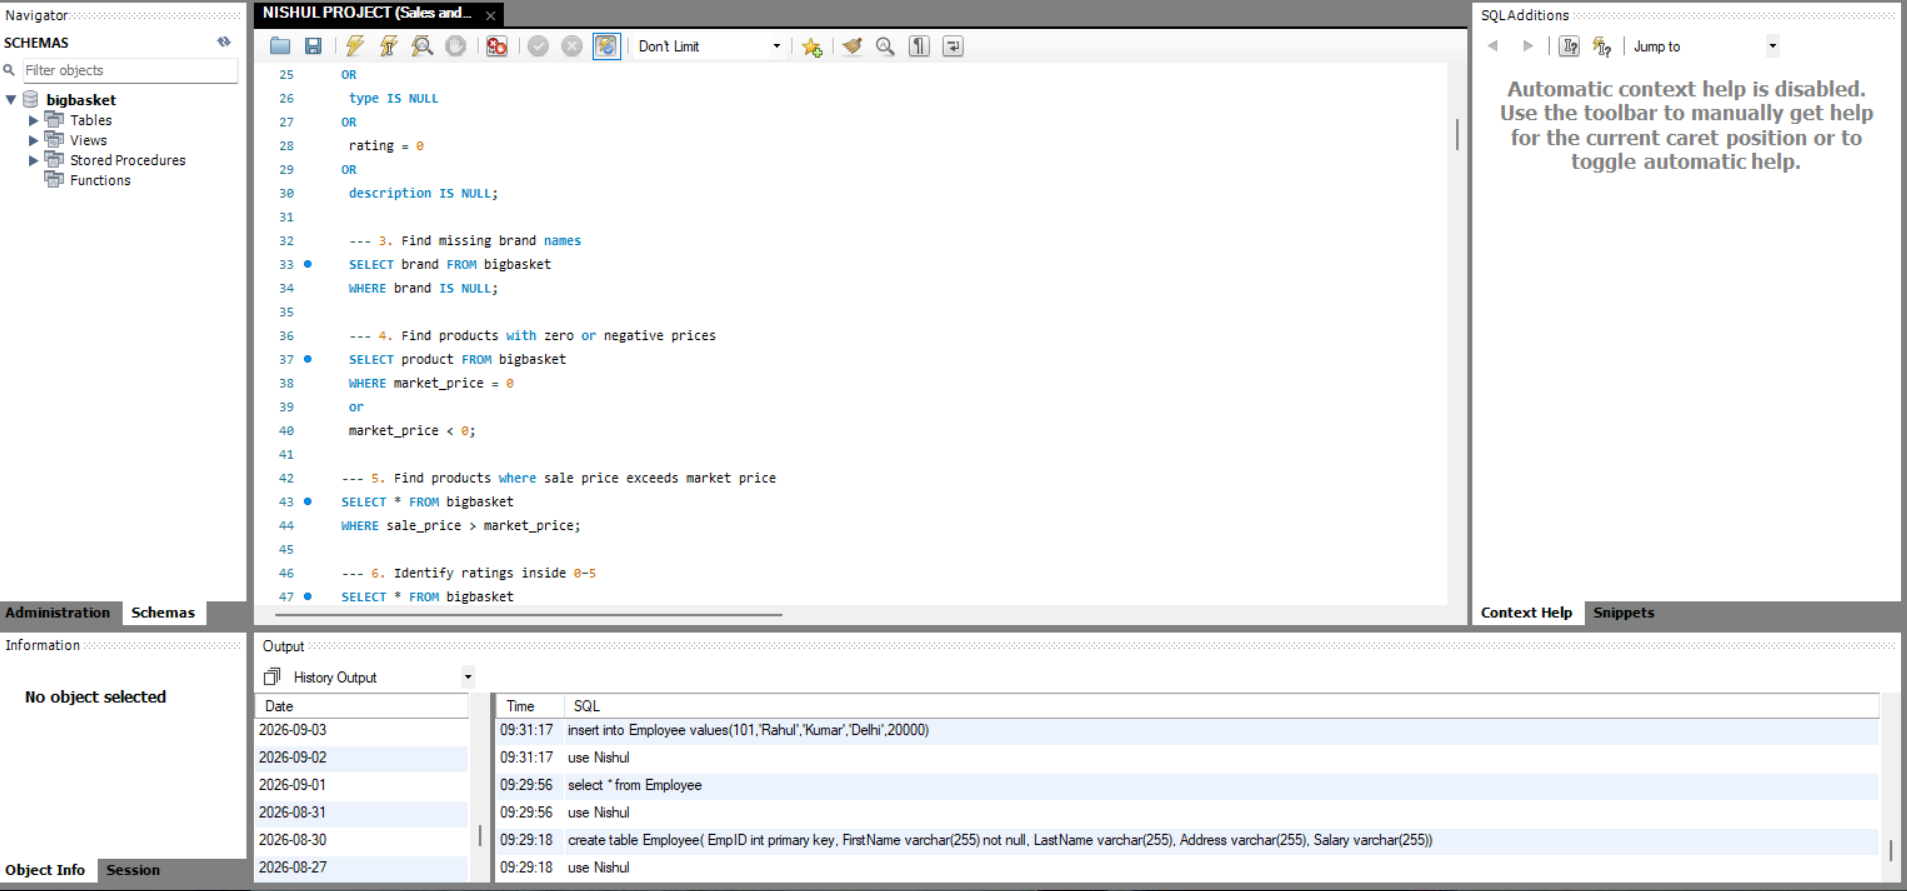 Navigator
SCHEMAS
Filter objects
bigbasket
Tables
Views
Stored Procedures
Functions
Administration
Schemas
Information
No object selected
Object Info
Session
NISHUL PROJECT (Sales and...
Don't Limit
25 OR
26 type IS NULL
27 OR
28 rating = 0
29 OR
30 description IS NULL;
31
32 --- 3. Find missing brand names
33 SELECT brand FROM bigbasket
34 WHERE brand IS NULL;
35
36 --- 4. Find products with zero or negative prices
37 SELECT product FROM bigbasket
38 WHERE market_price = 0
39 or
40 market_price < 0;
41
42 --- 5. Find products where sale price exceeds market price
43 SELECT * FROM bigbasket
44 WHERE sale_price > market_price;
45
46 --- 6. Identify ratings inside 0-5
47 SELECT * FROM bigbasket
SQLAdditions
Jump to
Automatic context help is disabled.
Use the toolbar to manually get help
for the current caret position or to
toggle automatic help.
Context Help
Snippets
Output
History Output
Date
2026-09-03
2026-09-02
2026-09-01
2026-08-31
2026-08-30
2026-08-27
Time SQL
09:31:17 insert into Employee values(101,'Rahul','Kumar','Delhi',20000)
09:31:17 use Nishul
09:29:56 select * from Employee
09:29:56 use Nishul
09:29:18 create table Employee( EmpID int primary key, FirstName varchar(255) not null, LastName varchar(255), Address varchar(255), Salary varchar(255))
09:29:18 use Nishul